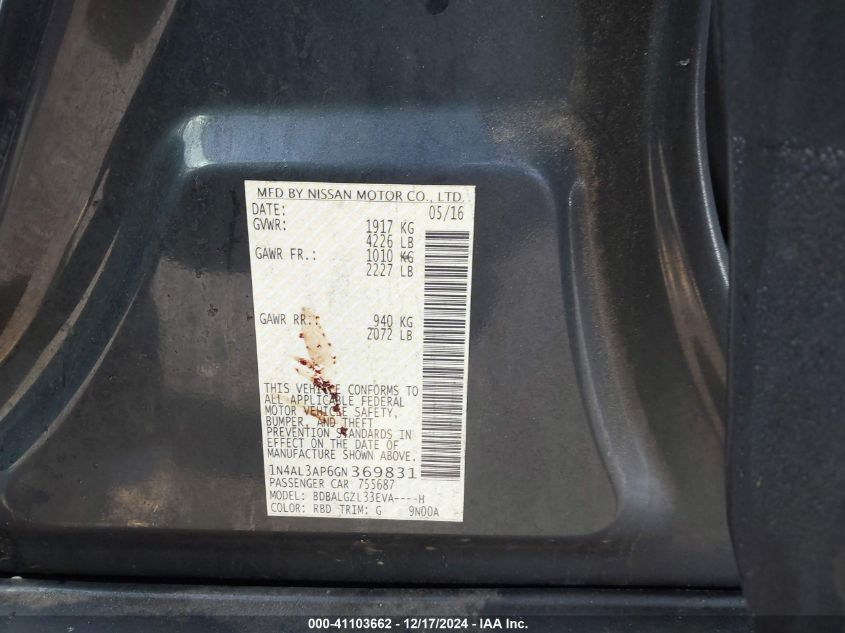 MFD BY NISSAN MOTOR CO., LTD.
DATE: 05/16
GVWR: 1917 KG
4226 LB
GAWR FR.: 1010 KG
2227 LB
GAWR RR.: 940 KG
2072 LB
THIS VEHICLE CONFORMS TO
ALL APPLICABLE FEDERAL
MOTOR VEHICLE SAFETY,
BUMPER, AND THEFT
PREVENTION STANDARDS IN
EFFECT ON THE DATE OF
MANUFACTURE SHOWN ABOVE.
1N4AL3AP6GN369831
PASSENGER CAR 755687
MODEL: BDBALGZL33EVA----H
COLOR: RBD TRIM: G 9N00A
000-41103662 - 12/17/2024 - IAA Inc.